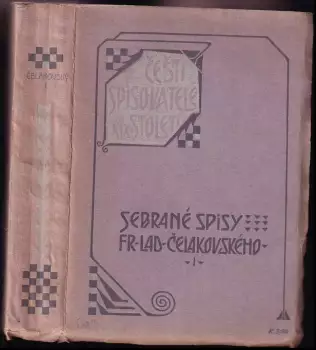 ČELAKOVSKÝ
ČEŠTÍ
SPISOVATELÉ
XIX.
STOLETÍ
SEBRANÉ SPISY
FR·LAD·ČELAKOVSKÉHO
·I·